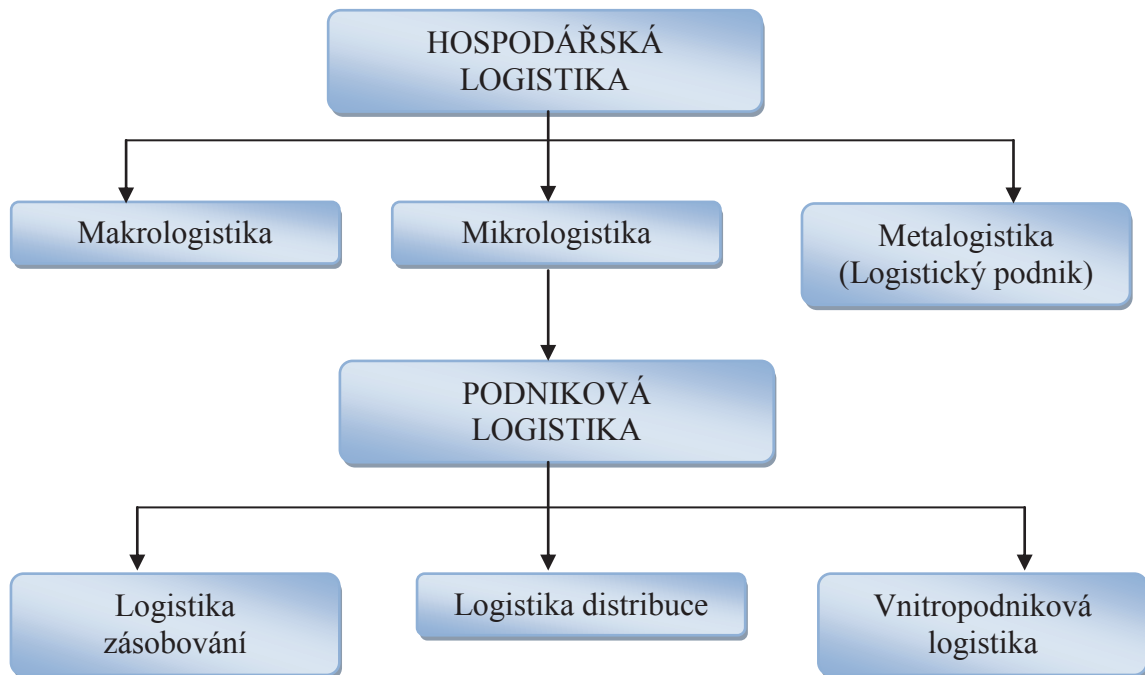 HOSPODÁŘSKÁ
LOGISTIKA
Makrologistika
Mikrologistika
Metalogistika
(Logistický podnik)
PODNIKOVÁ
LOGISTIKA
Logistika
zásobování
Logistika distribuce
Vnitropodniková
logistika